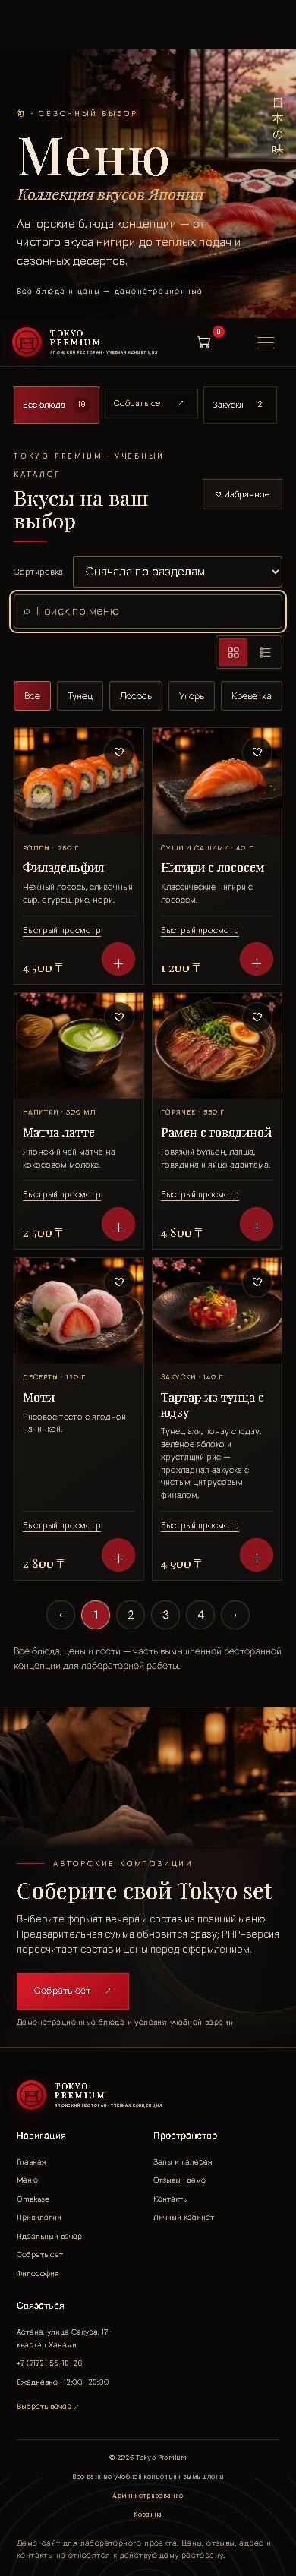 旬 · СЕЗОННЫЙ ВЫБОР
日本の味
Меню
Коллекция вкусов Японии
Авторские блюда концепции — от
чистого вкуса нигири до тёплых подач и
сезонных десертов.
Все блюда и цены — демонстрационные
TOKYO
PREMIUM
ЯПОНСКИЙ РЕСТОРАН · УЧЕБНАЯ КОНЦЕПЦИЯ
0
Все блюда 19
Собрать сет ↗
Закуски 2
TOKYO PREMIUM · УЧЕБНЫЙ
КАТАЛОГ
Вкусы на ваш
выбор
♡ Избранное
Сортировка
Сначала по разделам
⌕ Поиск по меню
Все
Тунец
Лосось
Угорь
Креветка
РОЛЛЫ · 280 Г
Филадельфия
Нежный лосось, сливочный
сыр, огурец, рис, нори.
Быстрый просмотр
4 500 ₸
+
СУШИ И САШИМИ · 40 Г
Нигири с лососем
Классические нигири с
лососем.
Быстрый просмотр
1 200 ₸
+
НАПИТКИ · 300 МЛ
Матча латте
Японский чай матча на
кокосовом молоке.
Быстрый просмотр
2 500 ₸
+
ГОРЯЧЕЕ · 550 Г
Рамен с говядиной
Говяжий бульон, лапша,
говядина и яйцо адзитама.
Быстрый просмотр
4 800 ₸
+
ДЕСЕРТЫ · 120 Г
Моти
Рисовое тесто с ягодной
начинкой.
Быстрый просмотр
2 800 ₸
+
ЗАКУСКИ · 140 Г
Тартар из тунца с
юдзу
Тунец ахи, понзу с юдзу,
зелёное яблоко и
хрустящий рис —
прохладная закуска с
чистым цитрусовым
финалом.
Быстрый просмотр
4 900 ₸
+
‹ 1 2 3 4 ›
Все блюда, цены и гости — часть вымышленной ресторанной
концепции для лабораторной работы.
АВТОРСКИЕ КОМПОЗИЦИИ
Соберите свой Tokyo set
Выберите формат вечера и состав из позиций меню.
Предварительная сумма обновится сразу; PHP-версия
пересчитает состав и цены перед оформлением.
Собрать сет ↗
Демонстрационные блюда и условия учебной версии
TOKYO
PREMIUM
ЯПОНСКИЙ РЕСТОРАН · УЧЕБНАЯ КОНЦЕПЦИЯ
Навигация
Главная
Меню
Omakase
Привилегии
Идеальный вечер
Собрать сет
Философия
Пространство
Залы и галерея
Отзывы · демо
Контакты
Личный кабинет
Связаться
Астана, улица Сакура, 17 ·
квартал Ханами
+7 (7172) 55-18-26
Ежедневно · 12:00–23:00
Выбрать вечер ↗
© 2026 Tokyo Premium
Все данные учебной концепции вымышлены
Администрирование
Корзина
Демо-сайт для лабораторного проекта. Цены, отзывы, адрес и
контакты не относятся к действующему ресторану.